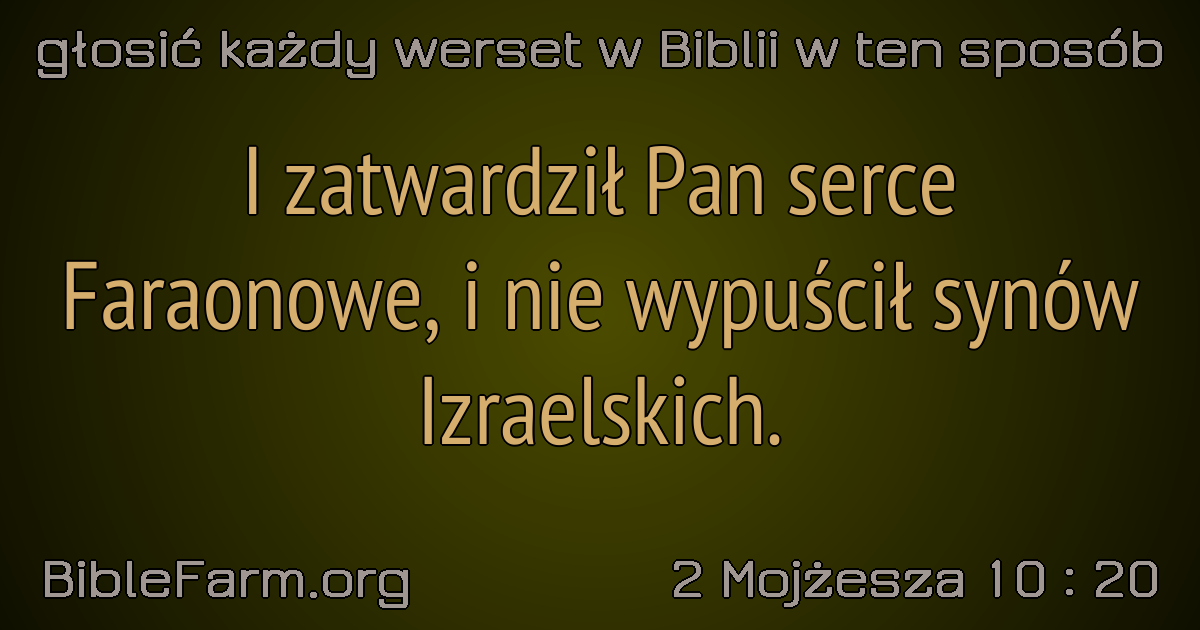 głosić każdy werset w Biblii w ten sposób
I zatwardził Pan serce
Faraonowe, i nie wypuścił synów
Izraelskich.
BibleFarm.org
2 Mojżesza 10 : 20